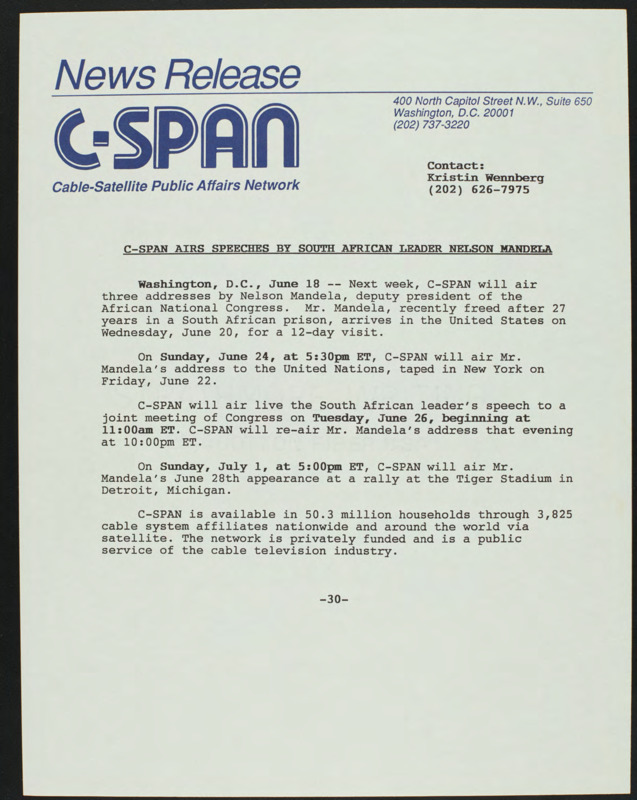 News Release
C-SPAN
Cable-Satellite Public Affairs Network
400 North Capitol Street N.W., Suite 650
Washington, D.C. 20001
(202) 737-3220
Contact:
Kristin Wennberg
(202) 626-7975
C-SPAN AIRS SPEECHES BY SOUTH AFRICAN LEADER NELSON MANDELA
Washington, D.C., June 18 -- Next week, C-SPAN will air
three addresses by Nelson Mandela, deputy president of the
African National Congress. Mr. Mandela, recently freed after 27
years in a South African prison, arrives in the United States on
Wednesday, June 20, for a 12-day visit.
On Sunday, June 24, at 5:30pm ET, C-SPAN will air Mr.
Mandela's address to the United Nations, taped in New York on
Friday, June 22.
C-SPAN will air live the South African leader's speech to a
joint meeting of Congress on Tuesday, June 26, beginning at
11:00am ET. C-SPAN will re-air Mr. Mandela's address that evening
at 10:00pm ET.
On Sunday, July 1, at 5:00pm ET, C-SPAN will air Mr.
Mandela's June 28th appearance at a rally at the Tiger Stadium in
Detroit, Michigan.
C-SPAN is available in 50.3 million households through 3,825
cable system affiliates nationwide and around the world via
satellite. The network is privately funded and is a public
service of the cable television industry.
-30-